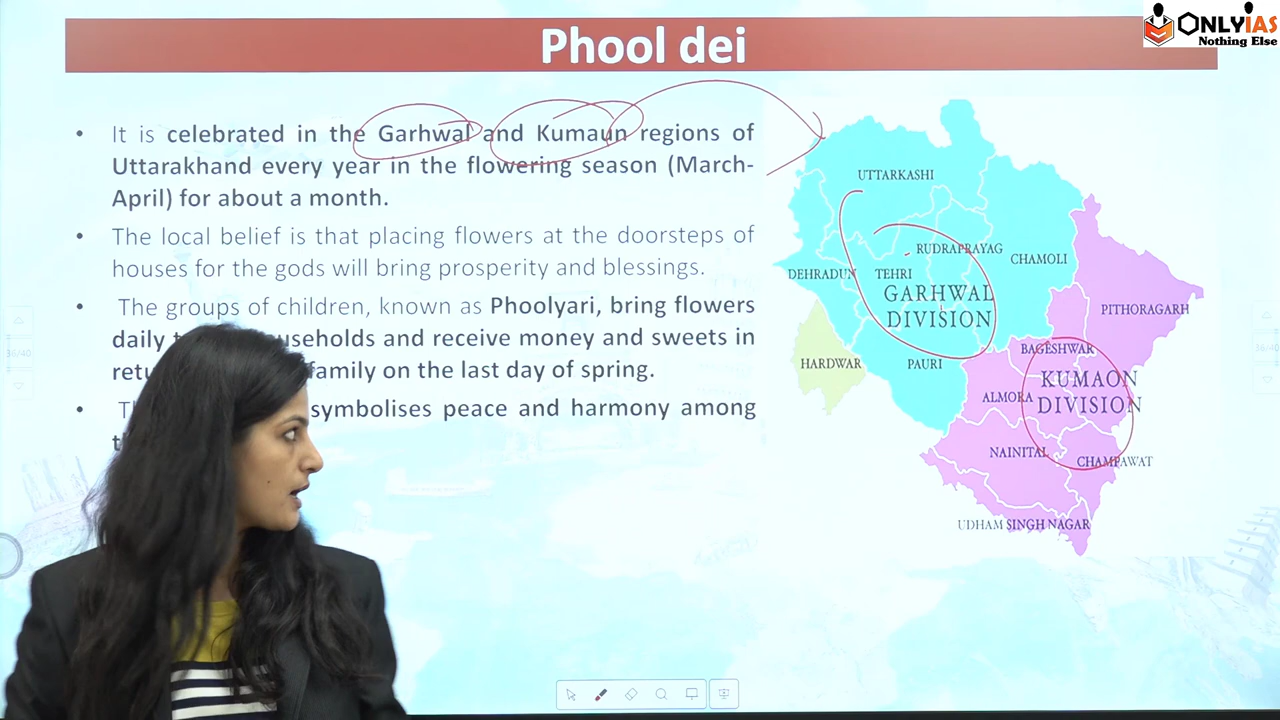 ONLYIAS
Nothing Else
Phool dei
• It is celebrated in the Garhwal and Kumaun regions of
Uttarakhand every year in the flowering season (March-
April) for about a month.
• The local belief is that placing flowers at the doorsteps of
houses for the gods will bring prosperity and blessings.
• The groups of children, known as Phoolyari, bring flowers
daily and receive money and sweets in
family on the last day of spring.
• symbolises peace and harmony among
UTTARKASHI
RUDRAPRAYAG
CHAMOLI
DEHRADUN
TEHRI
GARHWAL
DIVISION
PITHORAGARH
HARDWAR
PAURI
BAGESHWAR
KUMAON
DIVISION
ALMORA
NAINITAL
CHAMPAWAT
UDHAM SINGH NAGAR
36/40
36/40